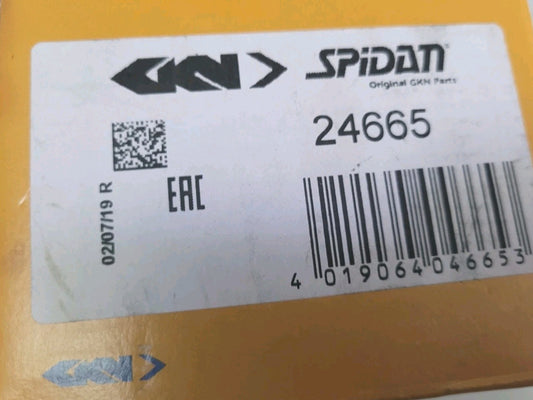 GKN SPiDAN®
Original GKN Parts
24665
02/07/19 R
EAC
4 019064 046653
GKN